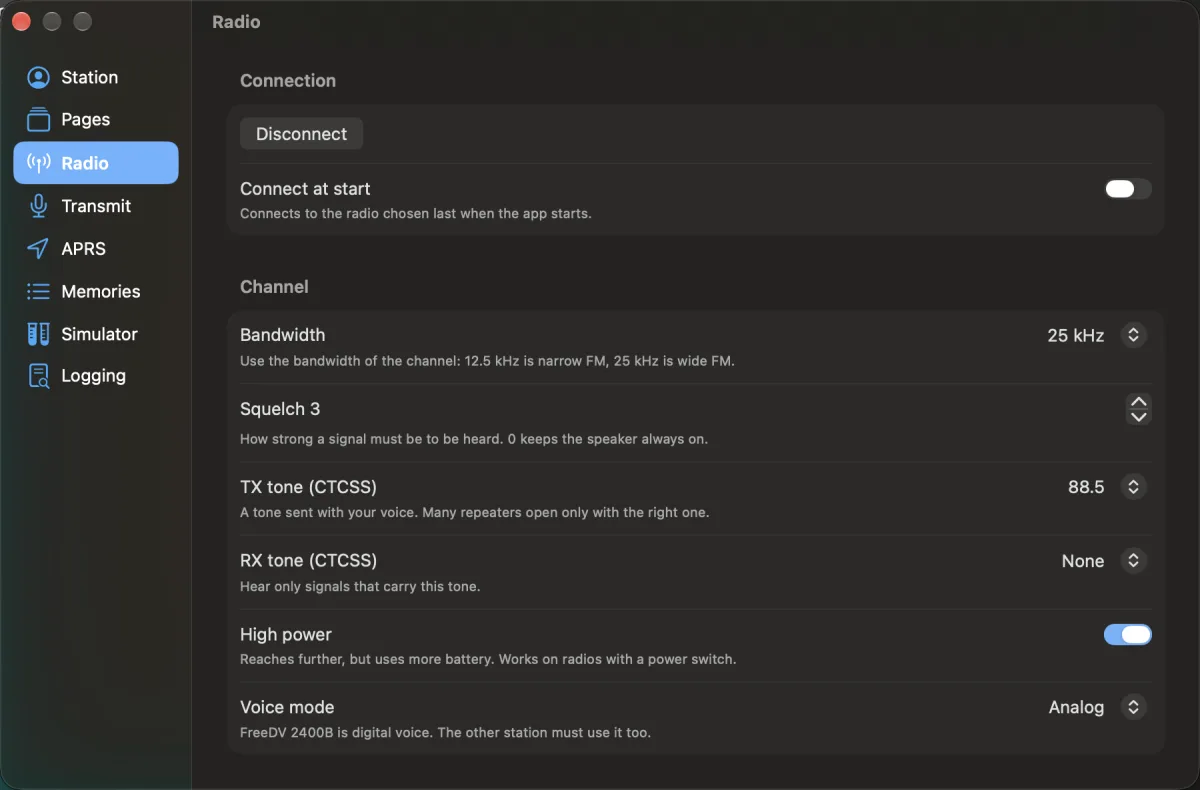 Radio
Station
Pages
Radio
Transmit
APRS
Memories
Simulator
Logging
Connection
Disconnect
Connect at start
Connects to the radio chosen last when the app starts.
Channel
Bandwidth
25 kHz
Use the bandwidth of the channel: 12.5 kHz is narrow FM, 25 kHz is wide FM.
Squelch 3
How strong a signal must be to be heard. 0 keeps the speaker always on.
TX tone (CTCSS)
88.5
A tone sent with your voice. Many repeaters open only with the right one.
RX tone (CTCSS)
None
Hear only signals that carry this tone.
High power
Reaches further, but uses more battery. Works on radios with a power switch.
Voice mode
Analog
FreeDV 2400B is digital voice. The other station must use it too.